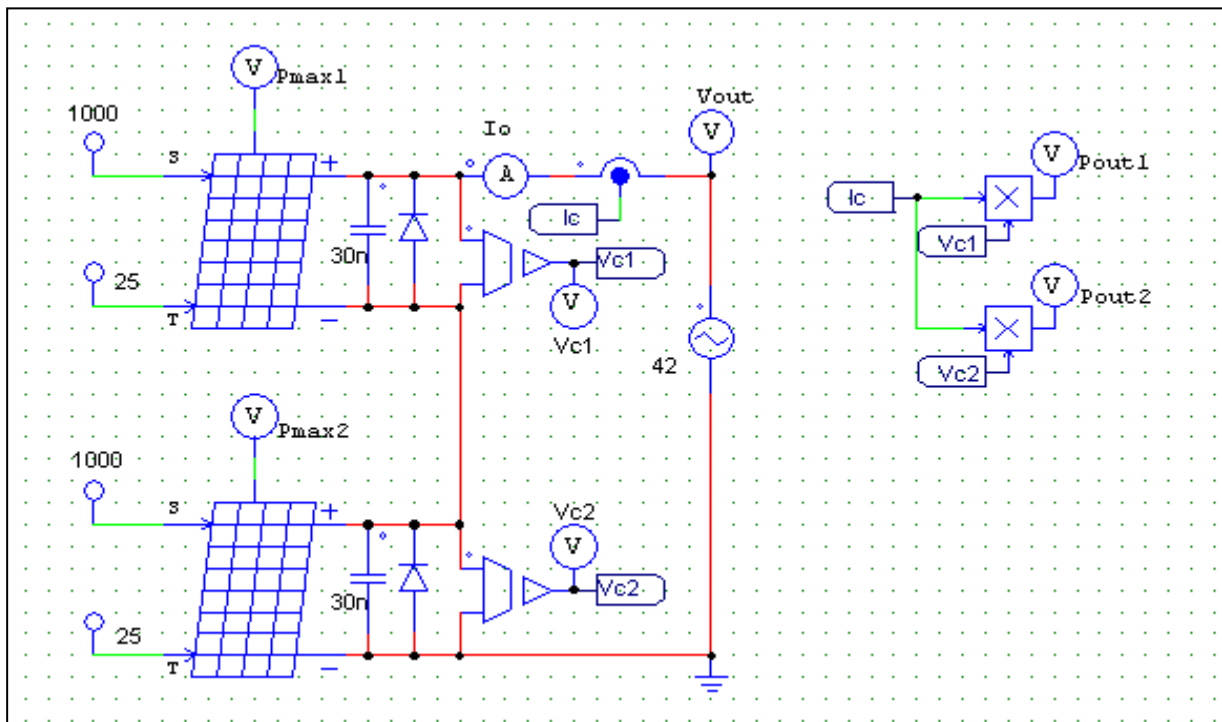 V
Pmax1
1000
S
+
Io
A
Vout
V
Ic
30n
Vc1
V
Vc1
25
T
−
42
Ic
V
Pout1
Vc1
V
Pout2
Vc2
V
Pmax2
1000
S
+
Vc2
V
30n
Vc2
25
T
−